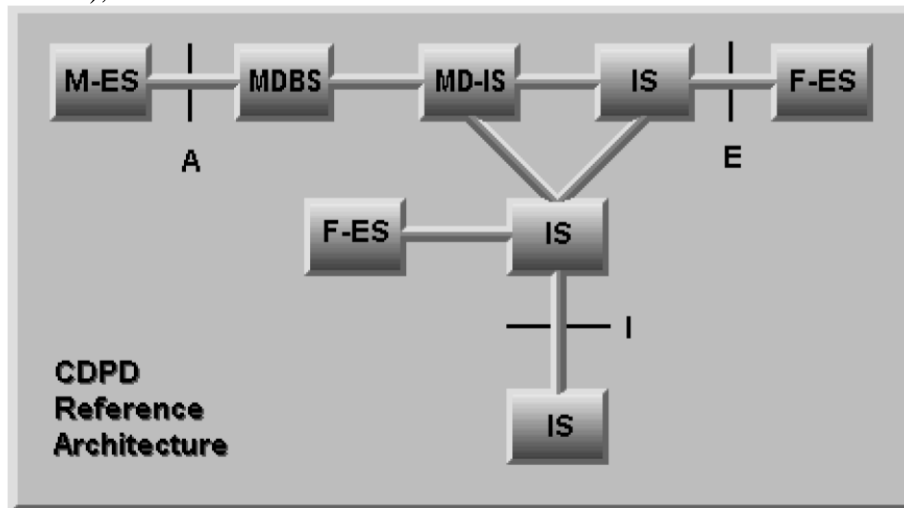 M-ES MDBS MD-IS IS F-ES
A E
F-ES IS
I
CDPD
Reference
Architecture
IS